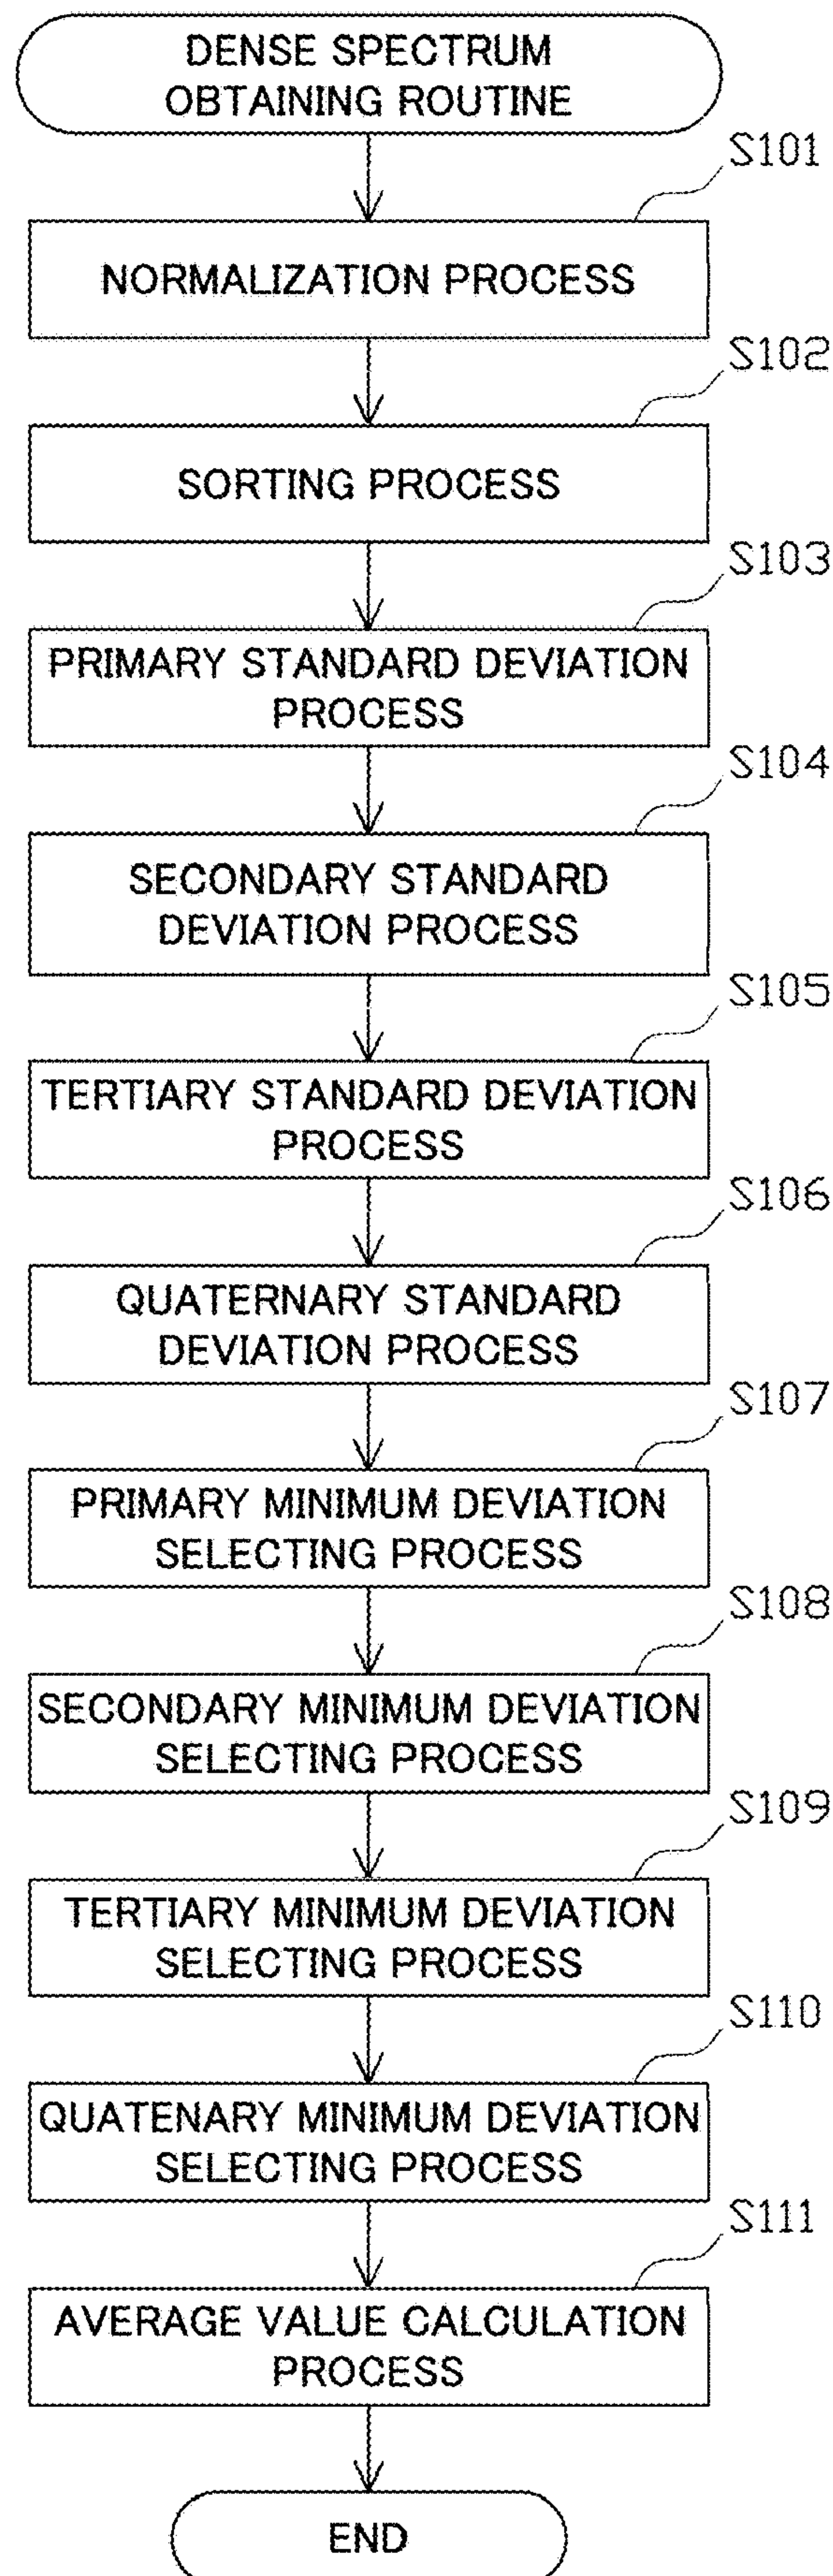 DENSE SPECTRUM
OBTAINING ROUTINE
S101
NORMALIZATION PROCESS
S102
SORTING PROCESS
S103
PRIMARY STANDARD DEVIATION
PROCESS
S104
SECONDARY STANDARD
DEVIATION PROCESS
S105
TERTIARY STANDARD DEVIATION
PROCESS
S106
QUATERNARY STANDARD
DEVIATION PROCESS
S107
PRIMARY MINIMUM DEVIATION
SELECTING PROCESS
S108
SECONDARY MINIMUM DEVIATION
SELECTING PROCESS
S109
TERTIARY MINIMUM DEVIATION
SELECTING PROCESS
S110
QUATENARY MINIMUM DEVIATION
SELECTING PROCESS
S111
AVERAGE VALUE CALCULATION
PROCESS
END